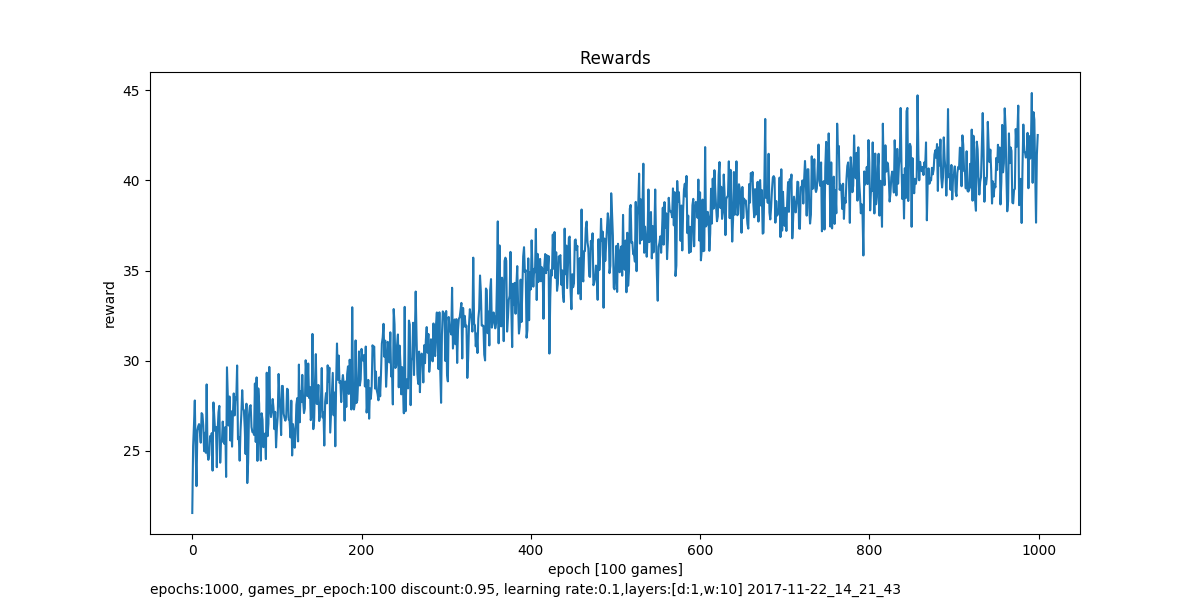 Rewards
45
40
35
30
25
reward
0 200 400 600 800 1000
epoch [100 games]
epochs:1000, games_pr_epoch:100 discount:0.95, learning rate:0.1,layers:[d:1,w:10] 2017-11-22_14_21_43